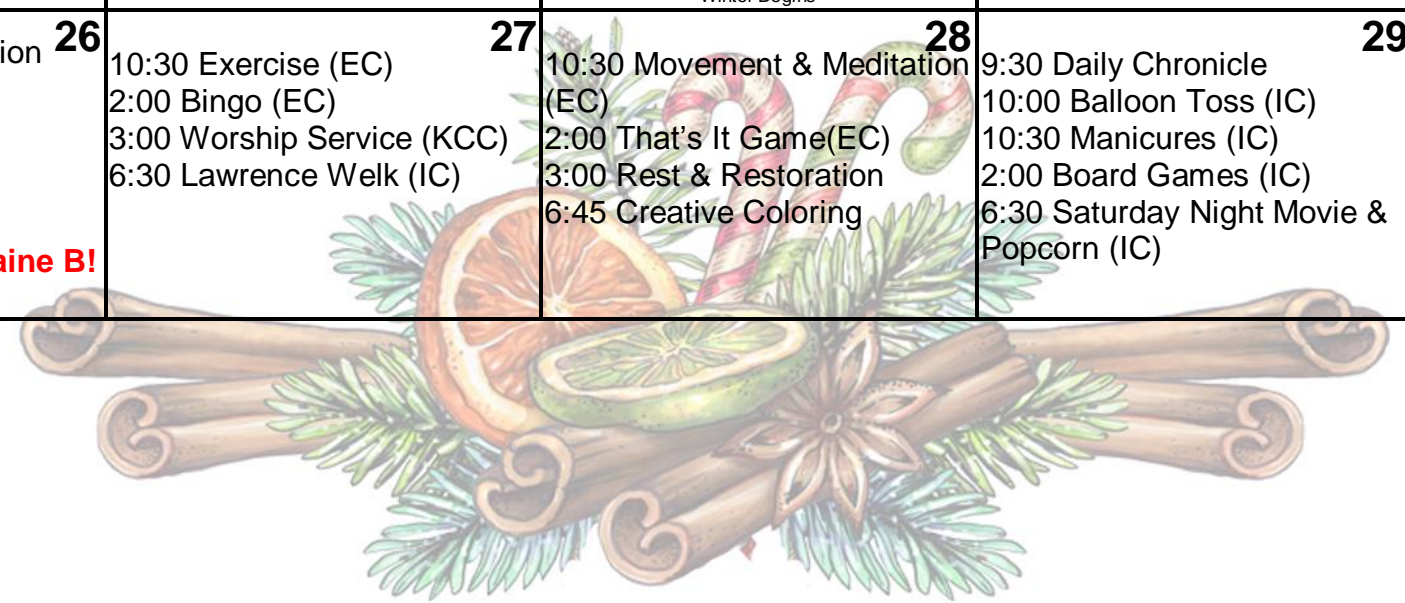 Winter Begins
26
27
10:30 Exercise (EC)
2:00 Bingo (EC)
3:00 Worship Service (KCC)
6:30 Lawrence Welk (IC)
28
10:30 Movement & Meditation
(EC)
2:00 That's It Game(EC)
3:00 Rest & Restoration
6:45 Creative Coloring
29
9:30 Daily Chronicle
10:00 Balloon Toss (IC)
10:30 Manicures (IC)
2:00 Board Games (IC)
6:30 Saturday Night Movie &
Popcorn (IC)
B!